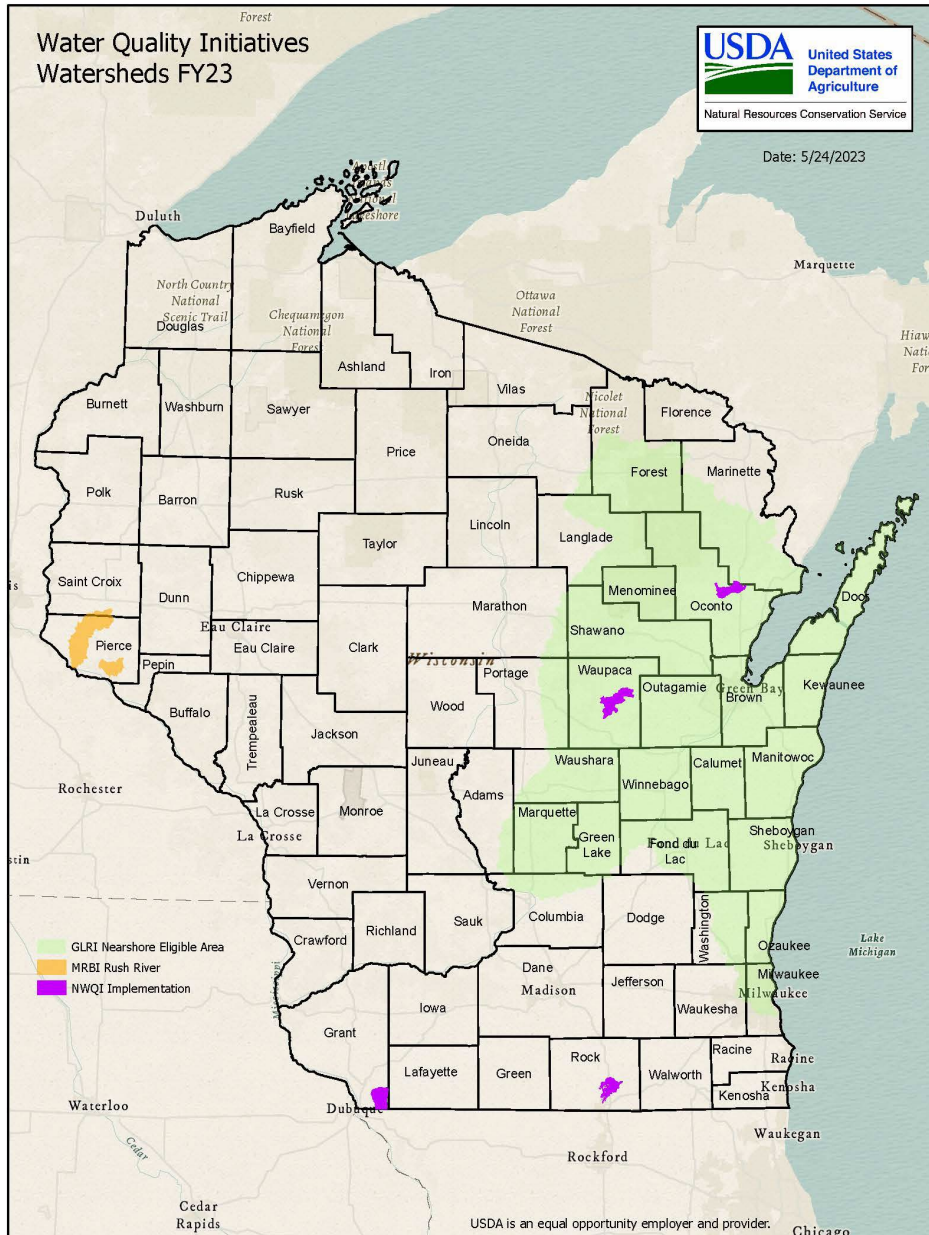 Forest
Water Quality Initiatives
Watersheds FY23
USDA
United States
Department of
Agriculture
Natural Resources Conservation Service
Date: 5/24/2023
Duluth
Bayfield
Marquette
North Country
National
Scenic Trail
Douglas
Chequamegon
National
Forest
Ottawa
National
Forest
Ashland
Iron
Vilas
Burnett
Washburn
Sawyer
Nicolet
National
Forest
Florence
Price
Oneida
Polk
Barron
Rusk
Forest
Marinette
Lincoln
Taylor
Langlade
Saint Croix
Dunn
Chippewa
Menominee
Oconto
Door
Marathon
Pierce
Eau Claire
Eau Claire
Clark
Shawano
Pepin
Wisconsin
Portage
Waupaca
Outagamie
Green Bay
Brown
Kewaunee
Buffalo
Trempealeau
Jackson
Wood
Juneau
Waushara
Calumet
Manitowoc
Winnebago
Rochester
La Crosse
La Crosse
Monroe
Adams
Marquette
Green
Lake
Fond du
Lac
Sheboygan
Sheboygan
Vernon
Richland
Sauk
Columbia
Dodge
Washington
Crawford
Ozaukee
Lake
Michigan
GLRI Nearshore Eligible Area
MRBI Rush River
NWQI Implementation
Mississippi
Dane
Madison
Jefferson
Waukesha
Milwaukee
Milwaukee
Iowa
Grant
Lafayette
Green
Rock
Walworth
Racine
Racine
Kenosha
Kenosha
Dubuque
Waterloo
Cedar
Waukegan
Rockford
Cedar
Rapids
USDA is an equal opportunity employer and provider.
Chicago